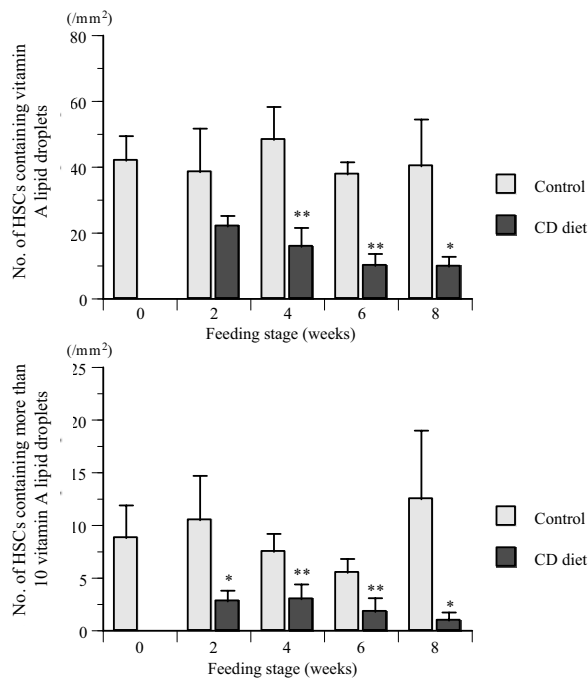 (/mm²)
No. of HSCs containing vitamin
A lipid droplets
80
60
40
20
0
**
**
*
0 2 4 6 8
Feeding stage (weeks)
Control
CD diet
(/mm²)
No. of HSCs containing more than
10 vitamin A lipid droplets
25
20
15
10
5
0
*
**
**
*
0 2 4 6 8
Feeding stage (weeks)
Control
CD diet